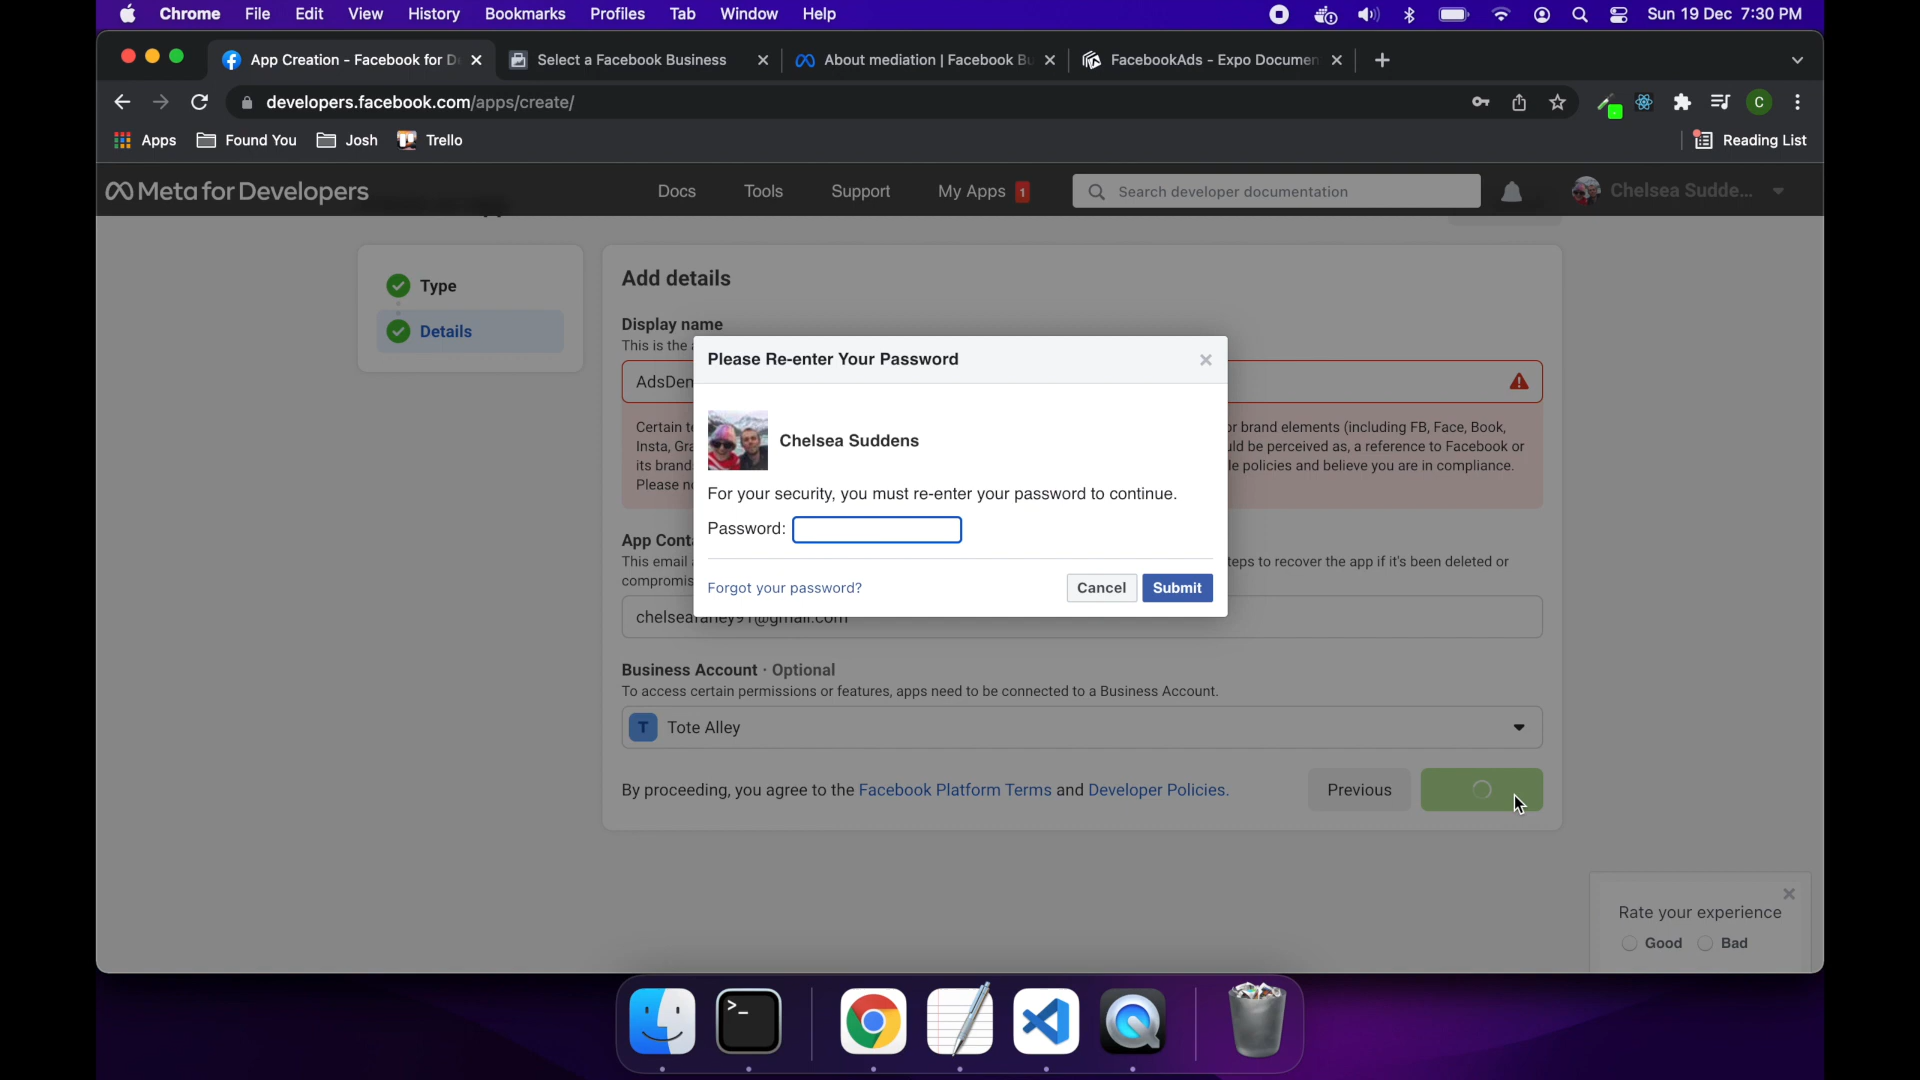 Chrome File Edit View History Bookmarks Profiles Tab Window Help Sun 19 Dec 7:30 PM
App Creation - Facebook for D Select a Facebook Business About mediation | Facebook Bu FacebookAds - Expo Documen
developers.facebook.com/apps/create/ C
Apps Found You Josh Trello Reading List
Meta for Developers Docs Tools Support My Apps 1 Search developer documentation Chelsea Sudde...
Type
Details
Add details
Display name
This is the
AdsDem
Certain
Insta, Gra
its brand
Please
or brand elements (including FB, Face, Book,
be perceived as, a reference to Facebook or
policies and believe you are in compliance.
Please Re-enter Your Password
Chelsea Suddens
For your security, you must re-enter your password to continue.
Password:
Forgot your password? Cancel Submit
App Conta
This email
compromis
to recover the app if it's been deleted or
Business Account · Optional
To access certain permissions or features, apps need to be connected to a Business Account.
T Tote Alley
By proceeding, you agree to the Facebook Platform Terms and Developer Policies. Previous
Rate your experience
Good Bad